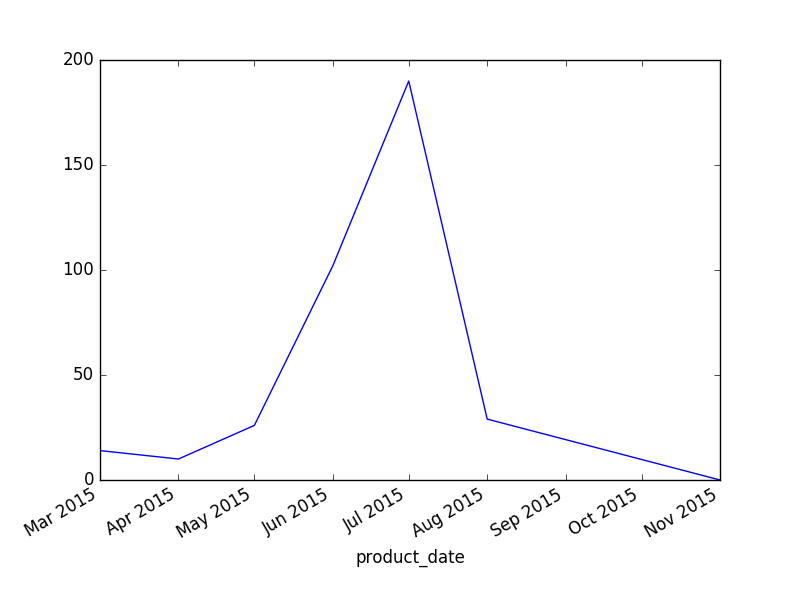 200
150
100
50
0
Mar 2015
Apr 2015
May 2015
Jun 2015
Jul 2015
Aug 2015
Sep 2015
Oct 2015
Nov 2015
product_date